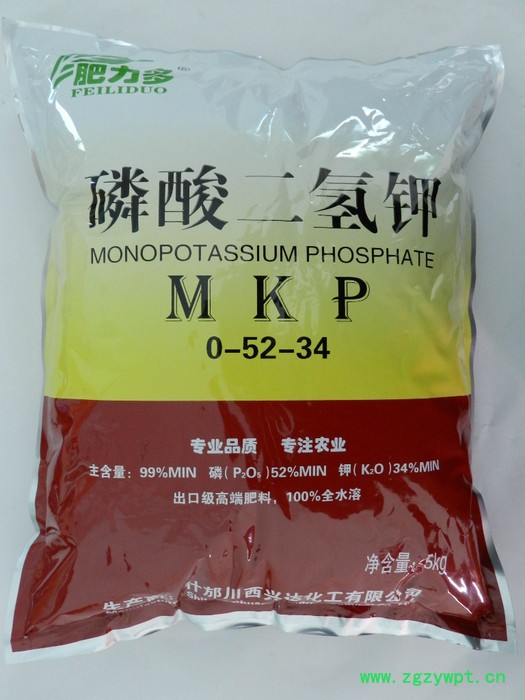 肥力多
FEILIDUO
磷酸二氢钾
MONOPOTASSIUM PHOSPHATE
MKP
0-52-34
专业品质 专注农业
主含量：99%MIN 磷(P₂O₅)52%MIN 钾(K₂O)34%MIN
出口级高端肥料，100%全水溶
净含量：5kg
什邡川西兴达化工有限公司
www.zgzywpt.cn